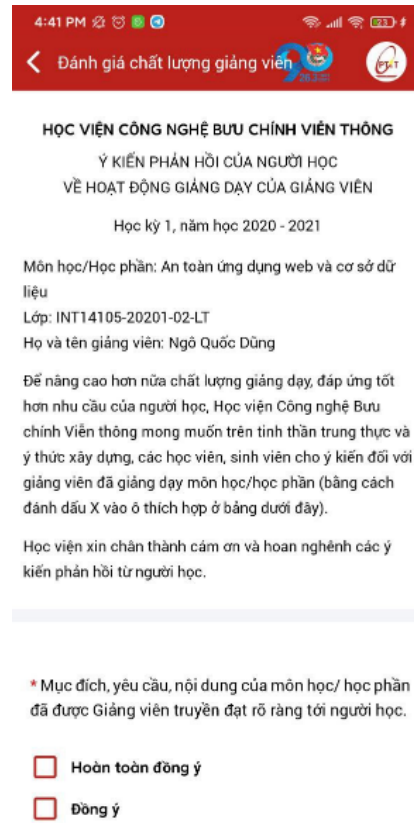 4:41 PM
23
Đánh giá chất lượng giảng viên
PTIT
HỌC VIỆN CÔNG NGHỆ BƯU CHÍNH VIỄN THÔNG
Ý KIẾN PHẢN HỒI CỦA NGƯỜI HỌC
VỀ HOẠT ĐỘNG GIẢNG DẠY CỦA GIẢNG VIÊN
Học kỳ 1, năm học 2020 - 2021
Môn học/Học phần: An toàn ứng dụng web và cơ sở dữ
liệu
Lớp: INT14105-20201-02-LT
Họ và tên giảng viên: Ngô Quốc Dũng
Để nâng cao hơn nữa chất lượng giảng dạy, đáp ứng tốt
hơn nhu cầu của người học, Học viện Công nghệ Bưu
chính Viễn thông mong muốn trên tinh thần trung thực và
ý thức xây dựng, các học viên, sinh viên cho ý kiến đối với
giảng viên đã giảng dạy môn học/học phần (bằng cách
đánh dấu X vào ô thích hợp ở bảng dưới đây).
Học viện xin chân thành cám ơn và hoan nghênh các ý
kiến phản hồi từ người học.
* Mục đích, yêu cầu, nội dung của môn học/ học phần
đã được Giảng viên truyền đạt rõ ràng tới người học.
Hoàn toàn đồng ý
Đồng ý